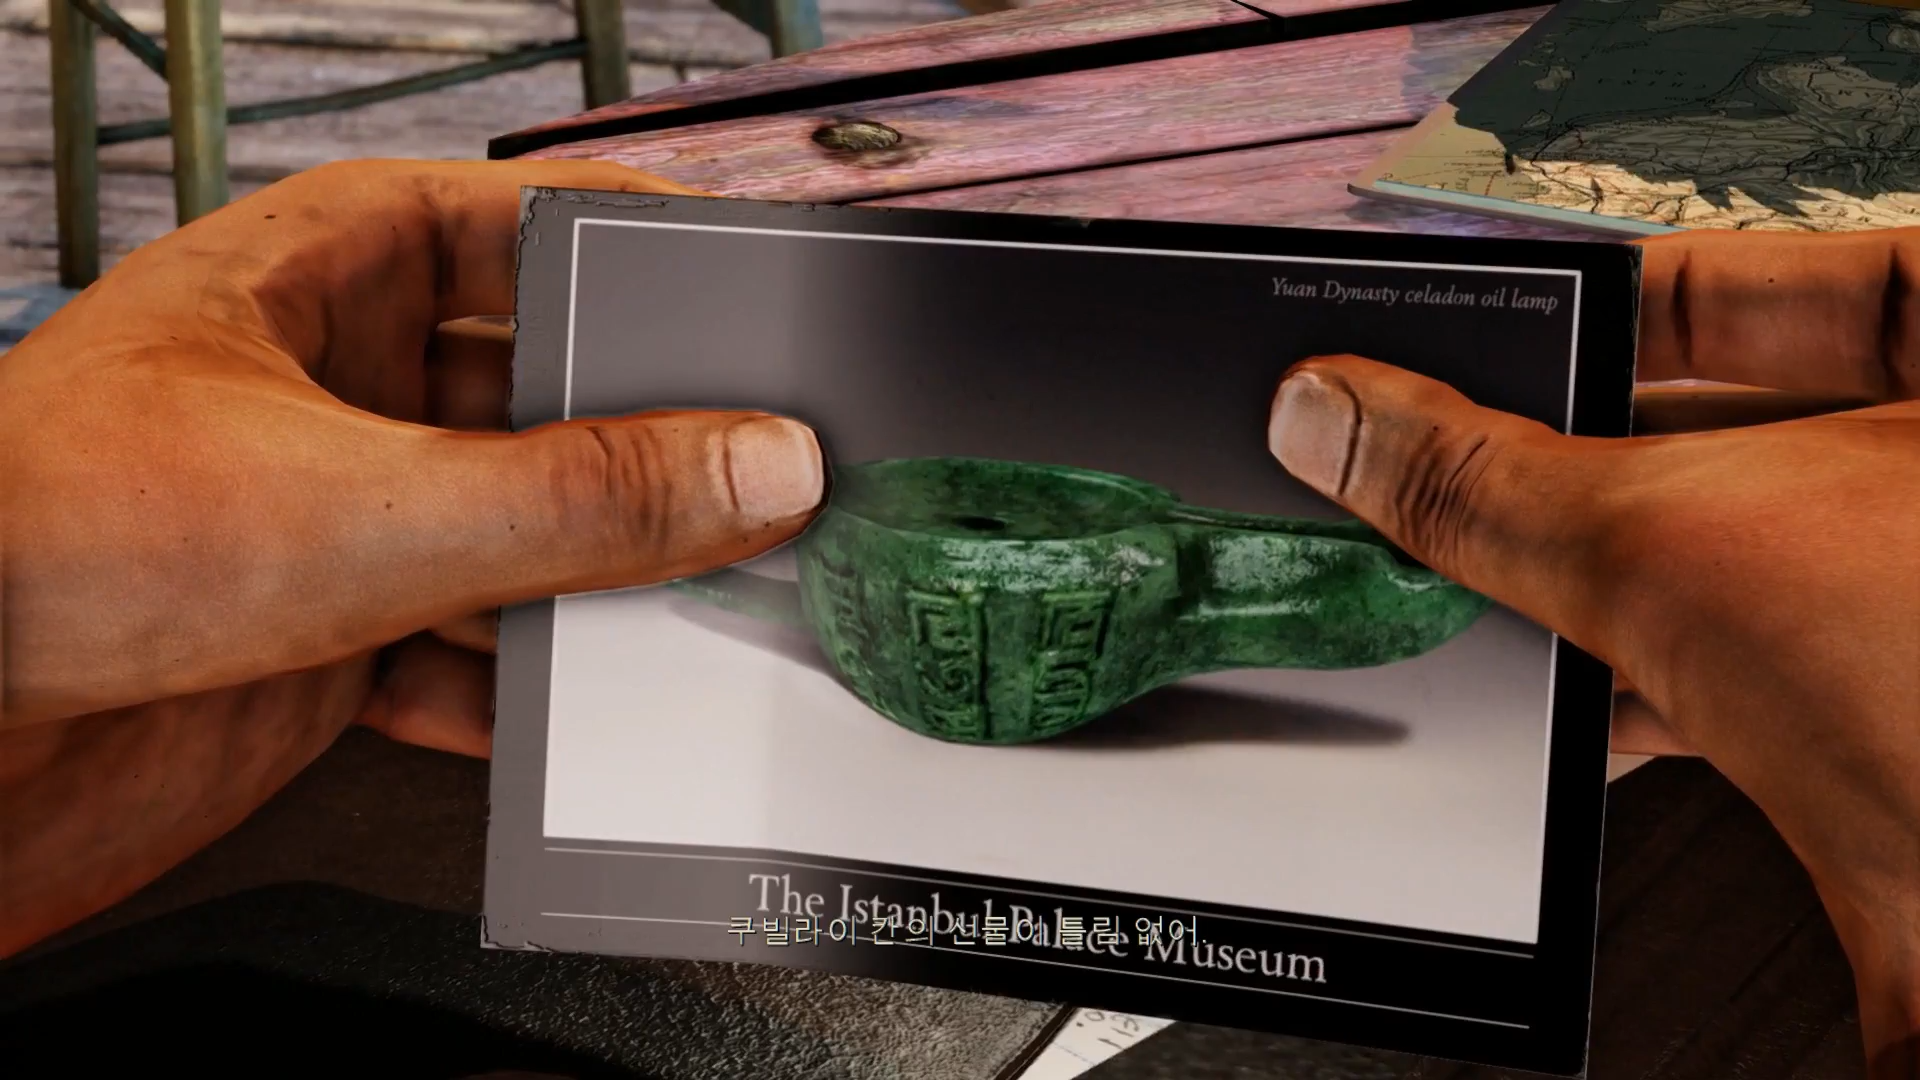 Yuan Dynasty celadon oil lamp
The Istanbul Palace Museum
쿠빌라이 칸의 선물이 틀림 없어.